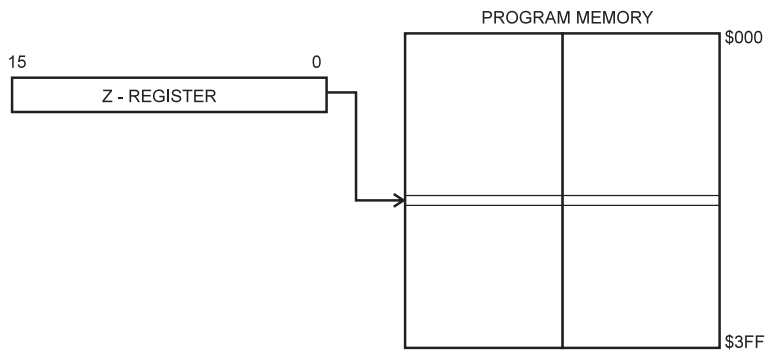 PROGRAM MEMORY
$000
15 0
Z - REGISTER
$3FF